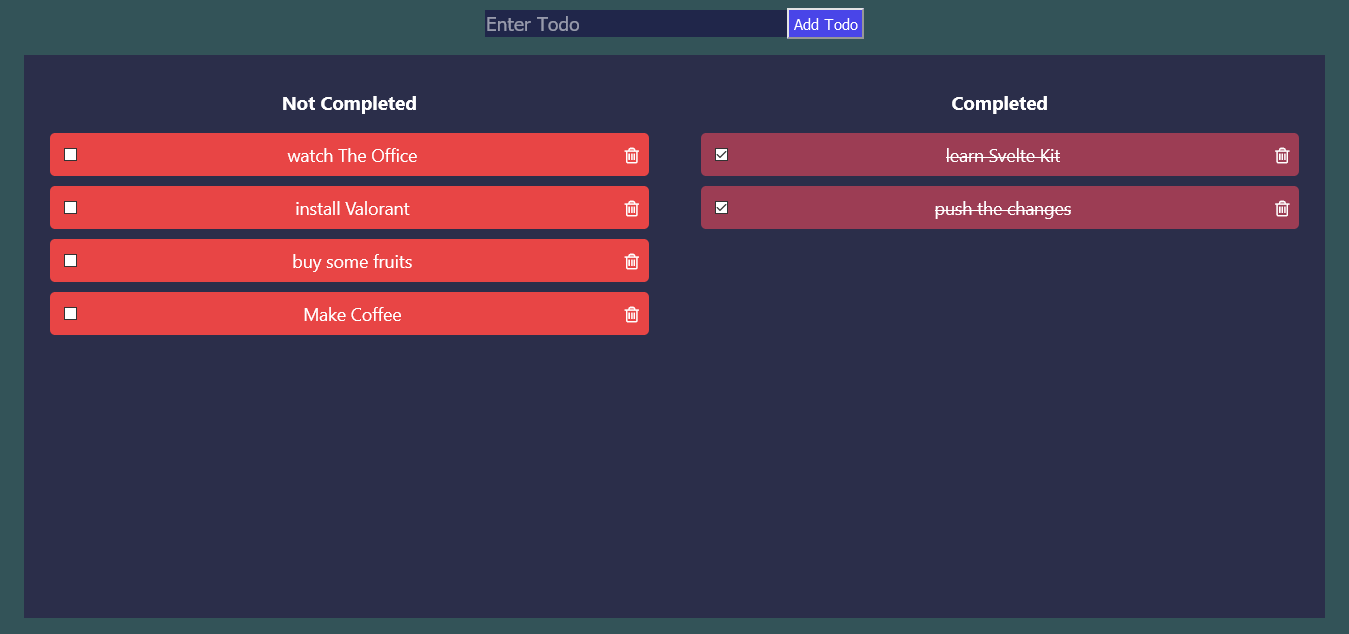 Enter Todo
Add Todo
Not Completed
watch The Office
install Valorant
buy some fruits
Make Coffee
Completed
learn Svelte Kit
push the changes